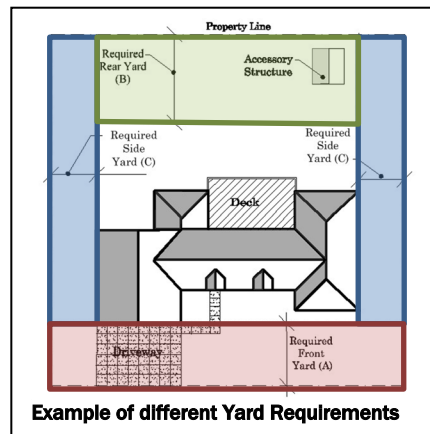 Property Line
Required
Rear Yard
(B)
Accessory
Structure
Required
Side
Yard (C)
Required
Side
Yard (C)
Deck
Driveway
Required
Front
Yard (A)
Example of different Yard Requirements